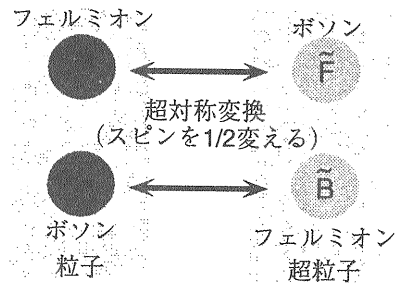 フェルミオン
ボソン
F̃
超対称変換
(スピンを1/2変える)
B̃
ボソン
フェルミオン
粒子
超粒子